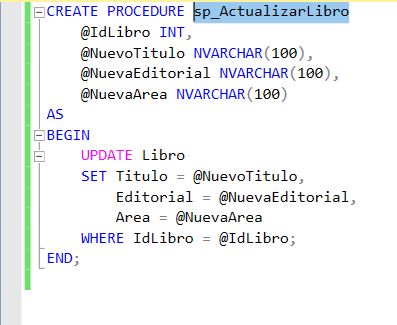 CREATE PROCEDURE sp_ActualizarLibro
@IdLibro INT,
@NuevoTitulo NVARCHAR(100),
@NuevaEditorial NVARCHAR(100),
@NuevaArea NVARCHAR(100)
AS
BEGIN
UPDATE Libro
SET Titulo = @NuevoTitulo,
Editorial = @NuevaEditorial,
Area = @NuevaArea
WHERE IdLibro = @IdLibro;
END;